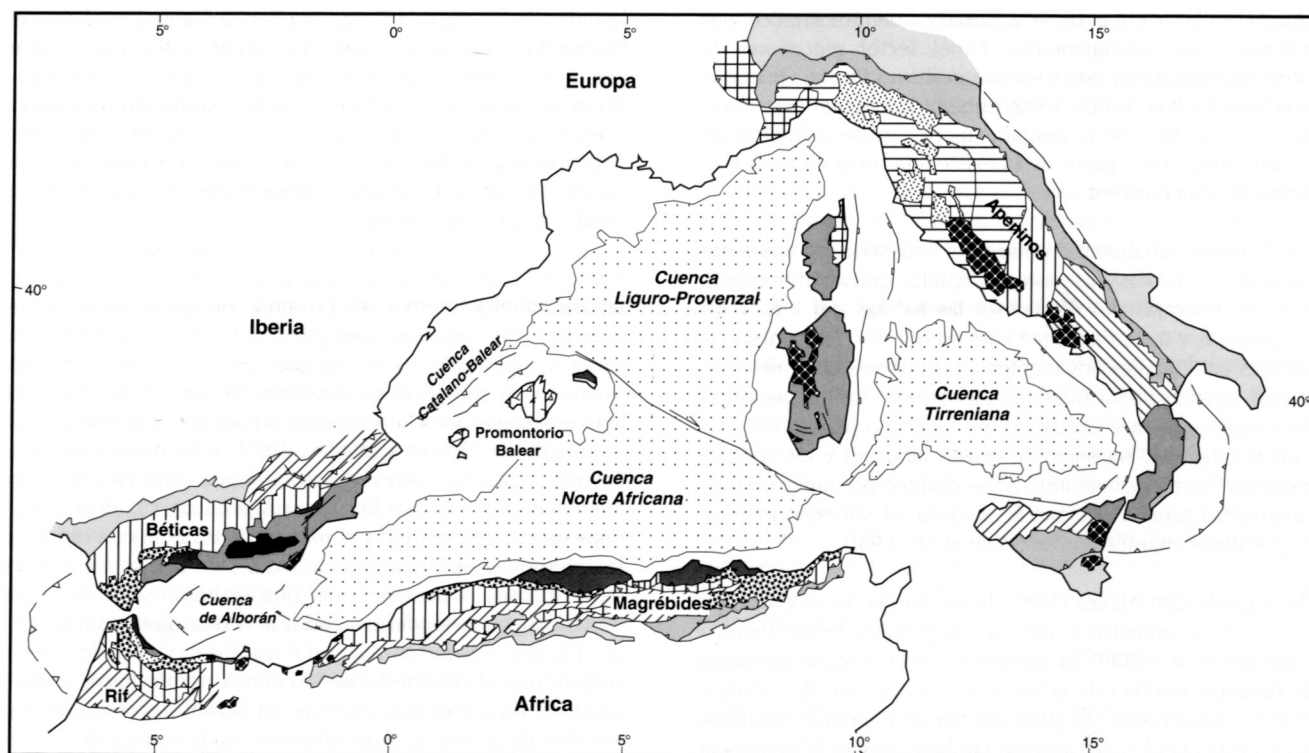 5°
0°
5°
10°
15°
Europa
Apeninos
40°
Cuenca
Liguro-Provenzal
Iberia
Cuenca
Catalano-Balear
Cuenca
Tirreniana
40°
Promontorio
Balear
Cuenca
Norte Africana
Béticas
Cuenca
de Alborán
Magrébides
Rif
Africa
5°
0°
5°
10°
15°